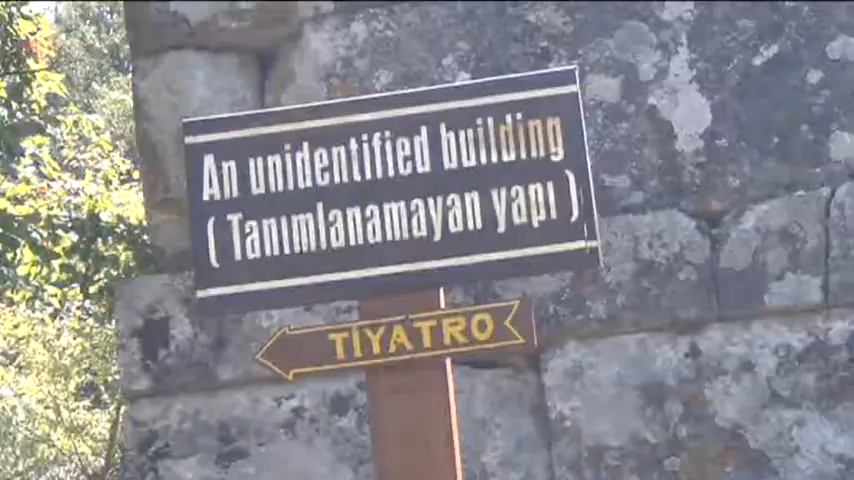 An unidentified building
( Tanımlanamayan yapı )
TİYATRO